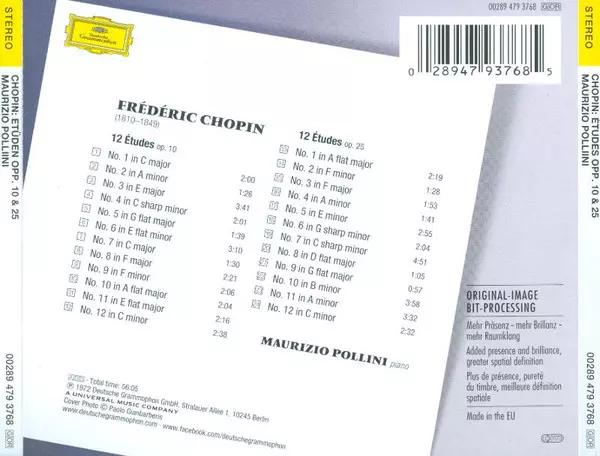 STEREO
CHOPIN: ETÜDEN OPP. 10 & 25
MAURIZIO POLLINI
00289 479 3768
GH
Deutsche
Grammophon
00289 479 3768
0 28947 93768 5
FRÉDÉRIC CHOPIN
(1810–1849)
12 Études op. 10
No. 1 in C major 2:00
No. 2 in A minor 1:26
No. 3 in E major 3:41
No. 4 in C sharp minor 2:01
No. 5 in G flat major 1:39
No. 6 in E flat minor 3:10
No. 7 in C major 1:30
No. 8 in F major 2:21
No. 9 in F minor 2:06
No. 10 in A flat major 2:04
No. 11 in E flat major 2:16
No. 12 in C minor 2:38
12 Études op. 25
No. 1 in A flat major 2:19
No. 2 in F minor 1:28
No. 3 in F major 1:53
No. 4 in A minor 1:41
No. 5 in E minor 2:55
No. 6 in G sharp minor 2:04
No. 7 in C sharp minor 4:51
No. 8 in D flat major 1:05
No. 9 in G flat major 0:57
No. 10 in B minor 3:58
No. 11 in A minor 3:32
No. 12 in C minor 2:32
MAURIZIO POLLINI piano
Total time: 56:05
℗ 1972 Deutsche Grammophon GmbH, Stralauer Allee 1, 10245 Berlin
A UNIVERSAL MUSIC COMPANY
Cover Photo © Paolo Gianbarberis
www.deutschegrammophon.com
www.facebook.com/deutschegrammophon
ORIGINAL-IMAGE
BIT-PROCESSING
Mehr Präsenz – mehr Brillanz –
mehr Raumklang
Added presence and brilliance,
greater spatial definition
Plus de présence, pureté
du timbre, meilleure définition
spatiale
Made in the EU
STEREO
CHOPIN: ETUDES OPP. 10 & 25
MAURIZIO POLLINI
00289 479 3768